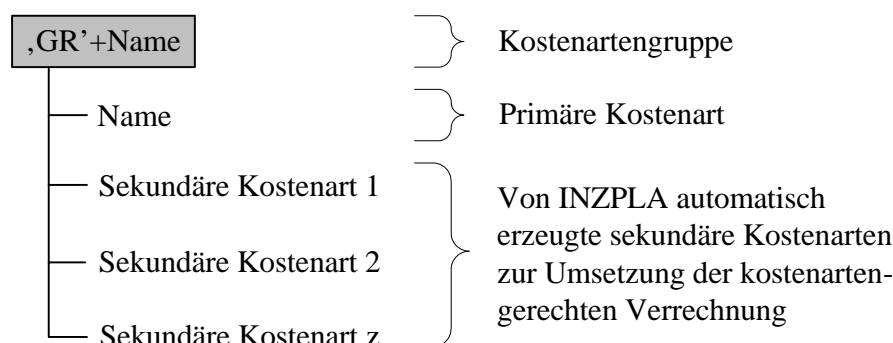 ‚GR’+Name
Kostenartengruppe
Name
Primäre Kostenart
Sekundäre Kostenart 1
Sekundäre Kostenart 2
Sekundäre Kostenart z
Von INZPLA automatisch
erzeugte sekundäre Kostenarten
zur Umsetzung der kostenarten-
gerechten Verrechnung